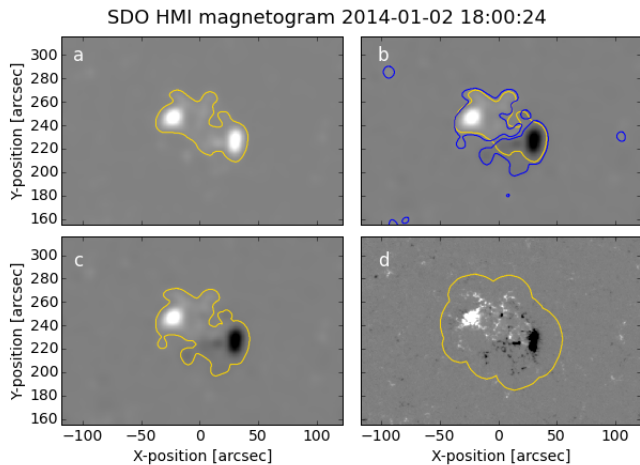 SDO HMI magnetogram 2014-01-02 18:00:24
a
b
Y-position [arcsec]
300
280
260
240
220
200
180
160
c
d
Y-position [arcsec]
300
280
260
240
220
200
180
160
−100 −50 0 50 100
−100 −50 0 50 100
X-position [arcsec]
X-position [arcsec]